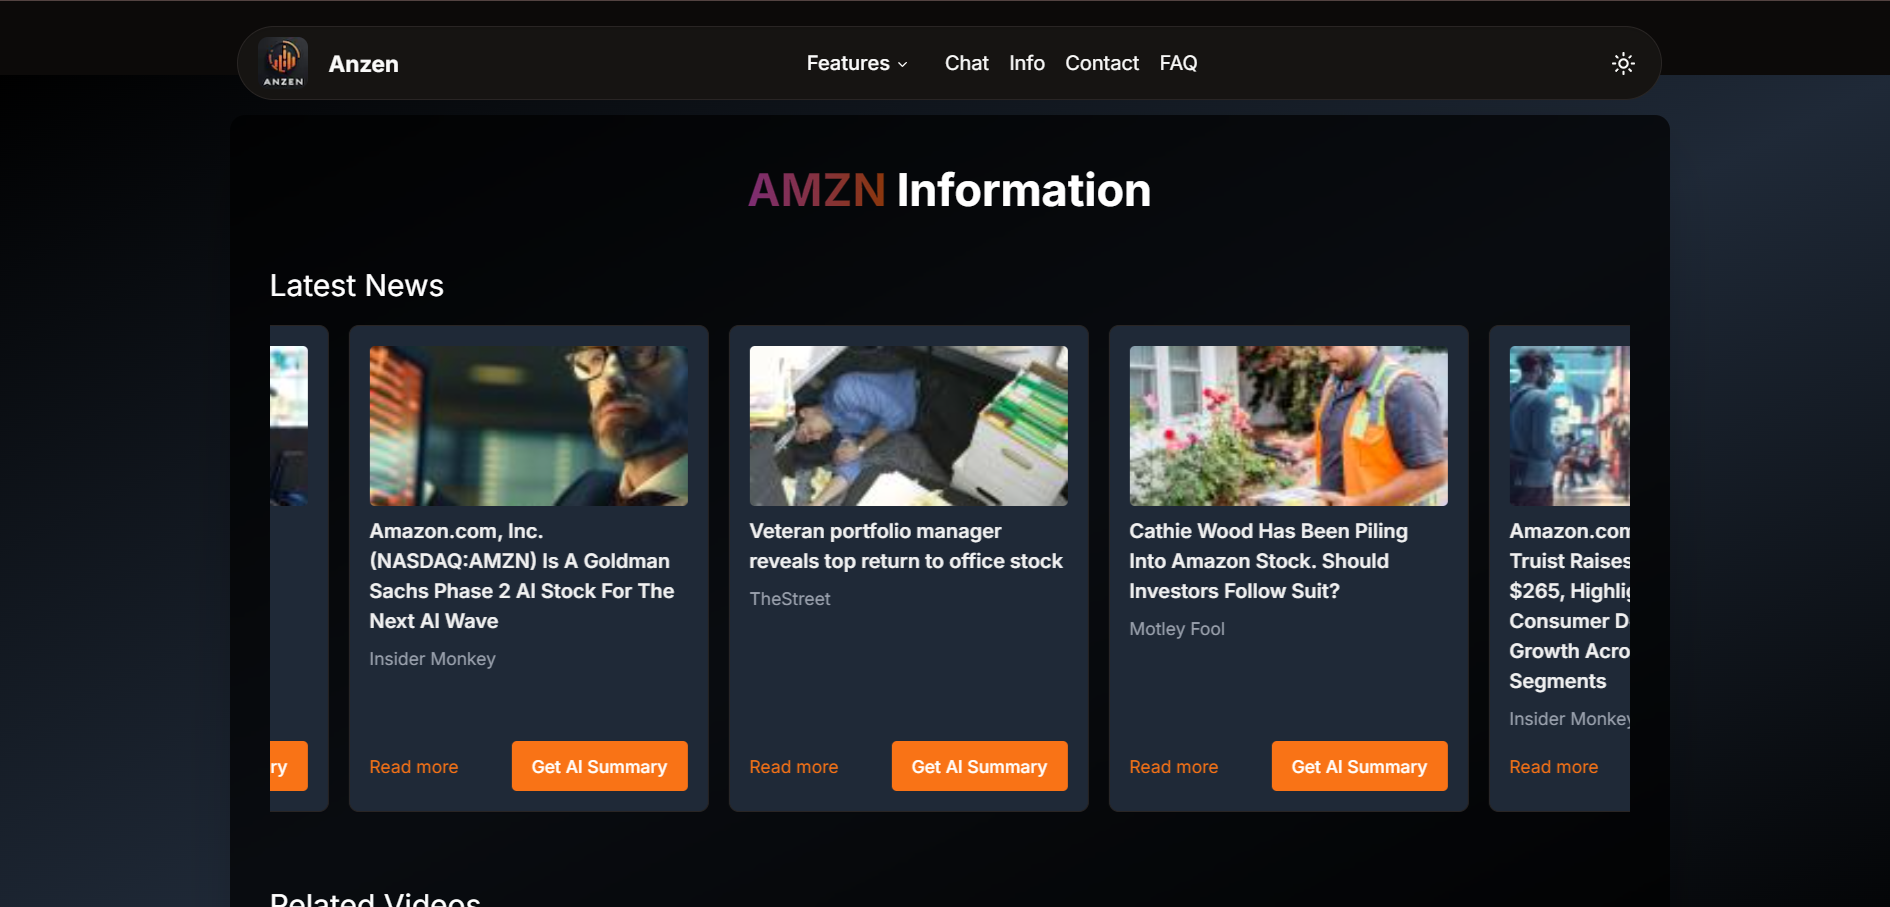 ANZEN
Anzen
Features
Chat
Info
Contact
FAQ
AMZN Information
Latest News
ry
Amazon.com, Inc.
(NASDAQ:AMZN) Is A Goldman
Sachs Phase 2 AI Stock For The
Next AI Wave
Insider Monkey
Read more
Get AI Summary
Veteran portfolio manager
reveals top return to office stock
TheStreet
Read more
Get AI Summary
Cathie Wood Has Been Piling
Into Amazon Stock. Should
Investors Follow Suit?
Motley Fool
Read more
Get AI Summary
Amazon.com
Truist Raises
$265, Highlig
Consumer D
Growth Acro
Segments
Insider Monkey
Read more
Related Videos